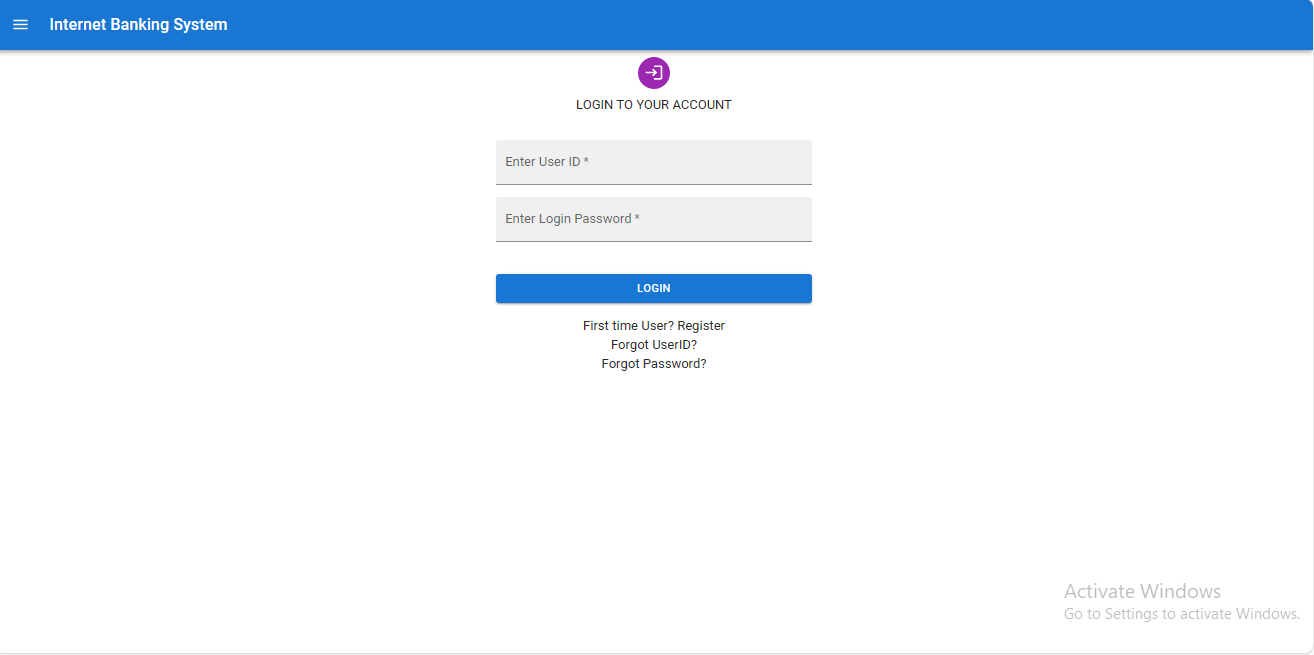 Internet Banking System
LOGIN TO YOUR ACCOUNT
Enter User ID *
Enter Login Password *
LOGIN
First time User? Register
Forgot UserID?
Forgot Password?
Activate Windows
Go to Settings to activate Windows.